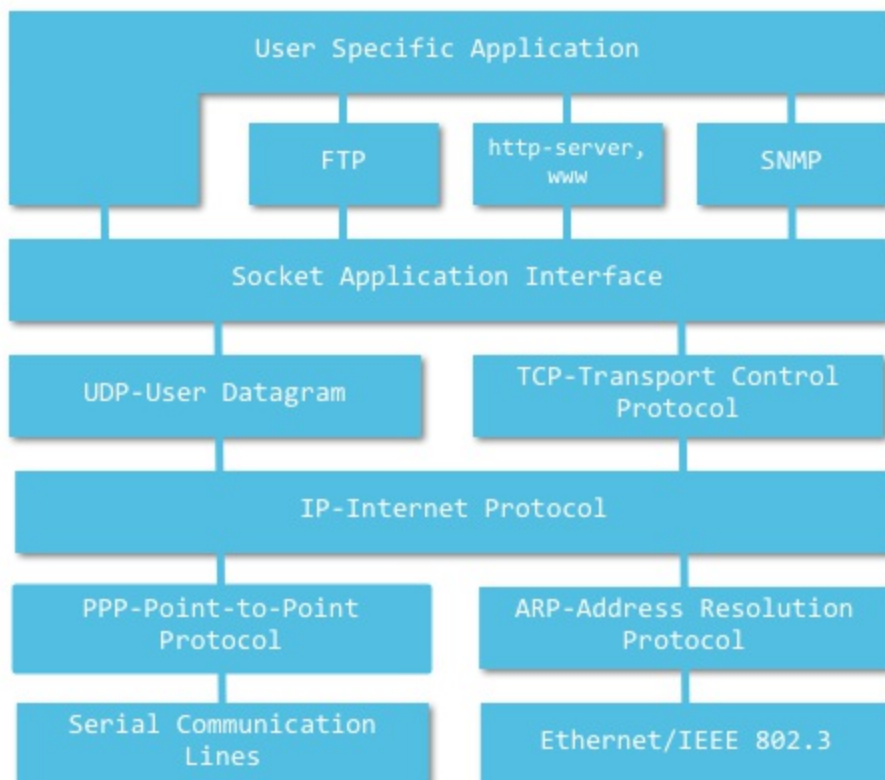 User Specific Application
FTP
http-server,
www
SNMP
Socket Application Interface
UDP-User Datagram
TCP-Transport Control
Protocol
IP-Internet Protocol
PPP-Point-to-Point
Protocol
ARP-Address Resolution
Protocol
Serial Communication
Lines
Ethernet/IEEE 802.3